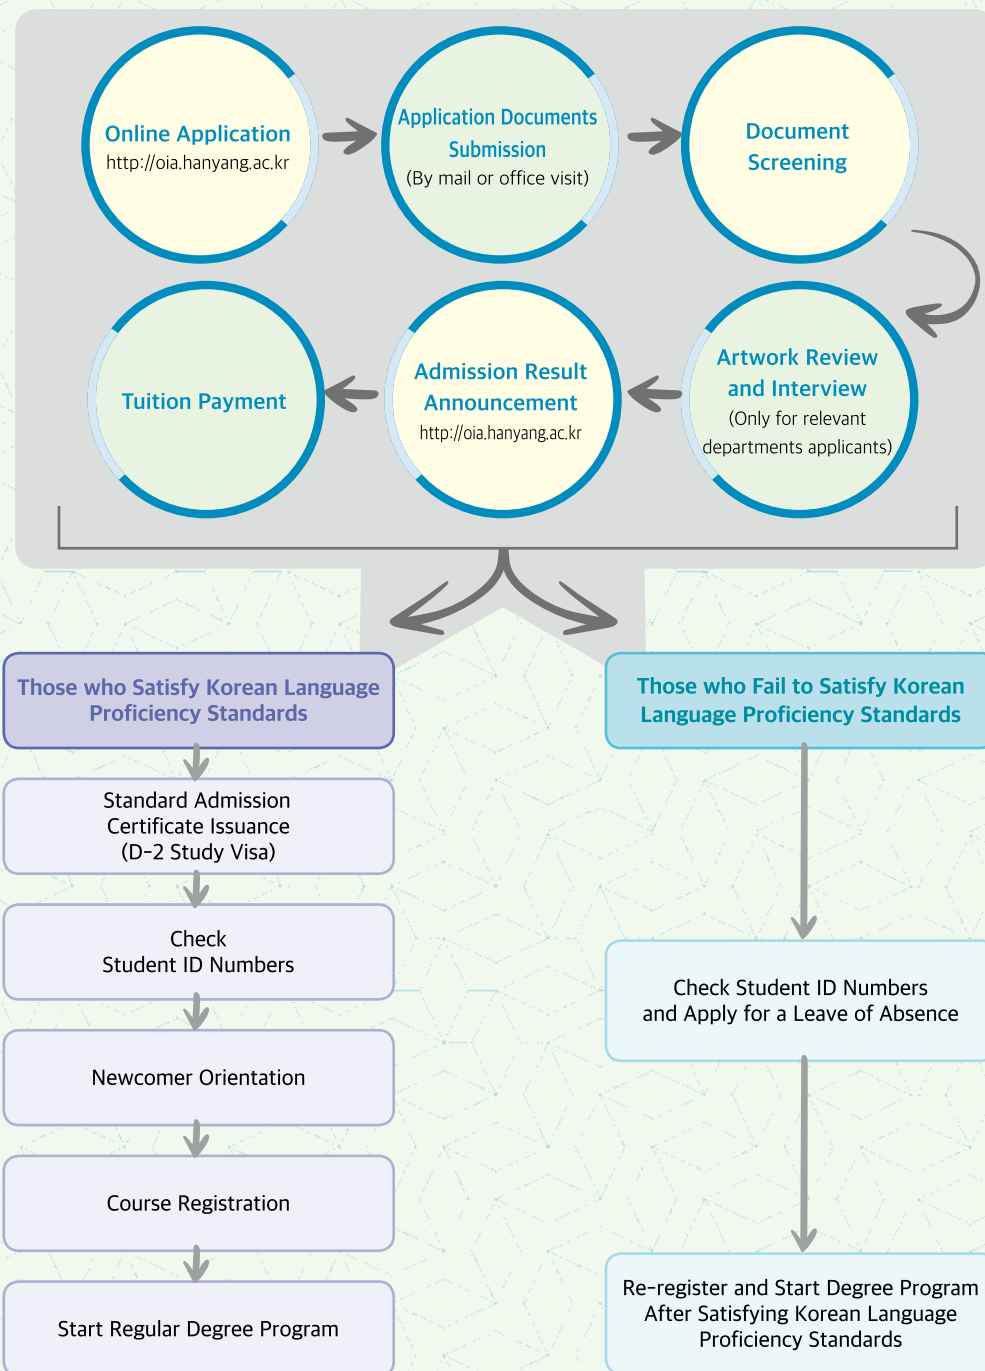 Online Application
http://oia.hanyang.ac.kr
Application Documents
Submission
(By mail or office visit)
Document
Screening
Artwork Review
and Interview
(Only for relevant
departments applicants)
Admission Result
Announcement
http://oia.hanyang.ac.kr
Tuition Payment
Those who Satisfy Korean Language
Proficiency Standards
Standard Admission
Certificate Issuance
(D-2 Study Visa)
Check
Student ID Numbers
Newcomer Orientation
Course Registration
Start Regular Degree Program
Those who Fail to Satisfy Korean
Language Proficiency Standards
Check Student ID Numbers
and Apply for a Leave of Absence
Re-register and Start Degree Program
After Satisfying Korean Language
Proficiency Standards